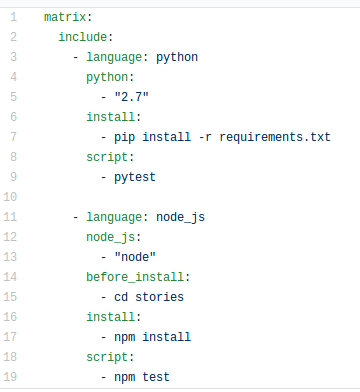 1 matrix:
2   include:
3     - language: python
4       python:
5         - "2.7"
6       install:
7         - pip install -r requirements.txt
8       script:
9         - pytest
10
11     - language: node_js
12       node_js:
13         - "node"
14       before_install:
15         - cd stories
16       install:
17         - npm install
18       script:
19         - npm test